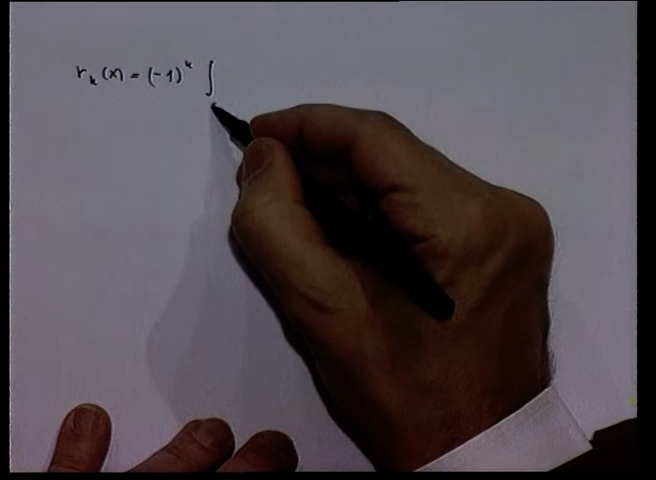 r_k(x) = (-1)^k ∫